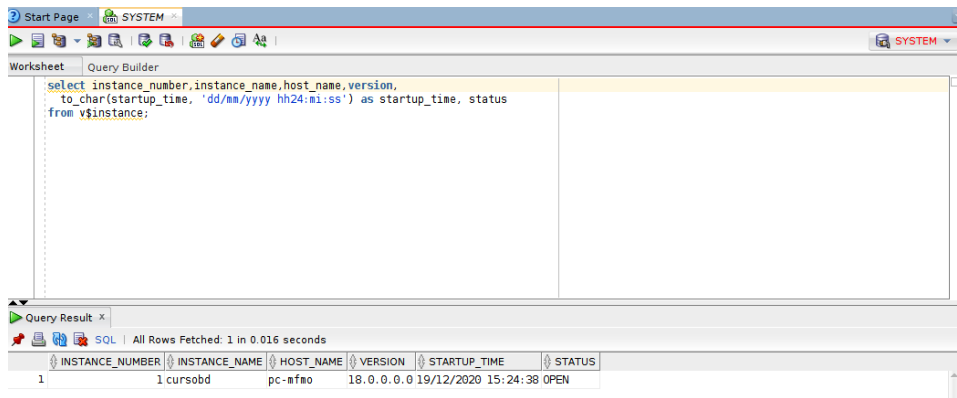 Start Page SYSTEM
SYSTEM
Worksheet Query Builder
select instance_number,instance_name,host_name,version,
to_char(startup_time, 'dd/mm/yyyy hh24:mi:ss') as startup_time, status
from v$instance;
Query Result x
SQL | All Rows Fetched: 1 in 0.016 seconds
INSTANCE_NUMBER INSTANCE_NAME HOST_NAME VERSION STARTUP_TIME STATUS
1 1 cursobd pc-mfmo 18.0.0.0.0 19/12/2020 15:24:38 OPEN